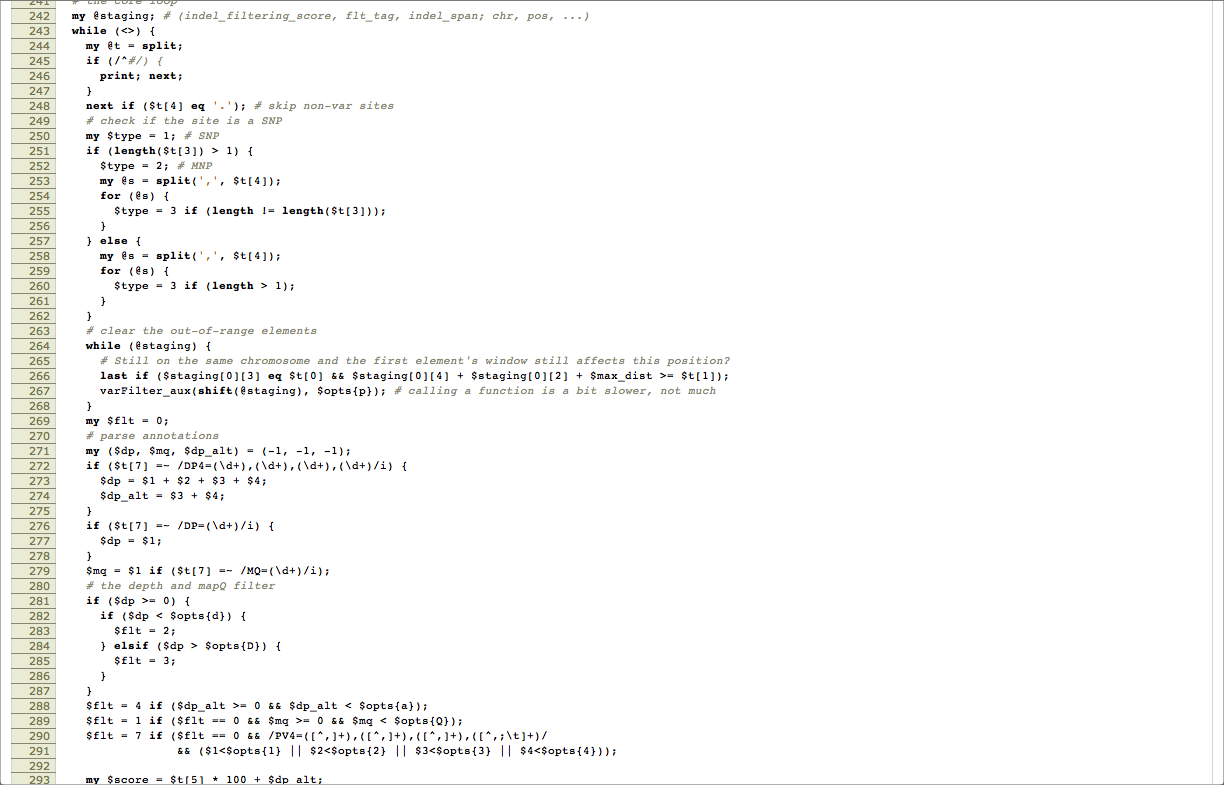 241 # the core loop
242 my @staging; # (indel_filtering_score, flt_tag, indel_span; chr, pos, ...)
243 while (<>) {
244 my @t = split;
245 if (/^#/) {
246 print; next;
247 }
248 next if ($t[4] eq '.'); # skip non-var sites
249 # check if the site is a SNP
250 my $type = 1; # SNP
251 if (length($t[3]) > 1) {
252 $type = 2; # MNP
253 my @s = split(',', $t[4]);
254 for (@s) {
255 $type = 3 if (length != length($t[3]));
256 }
257 } else {
258 my @s = split(',', $t[4]);
259 for (@s) {
260 $type = 3 if (length > 1);
261 }
262 }
263 # clear the out-of-range elements
264 while (@staging) {
265 # Still on the same chromosome and the first element's window still affects this position?
266 last if ($staging[0][3] eq $t[0] && $staging[0][4] + $staging[0][2] + $max_dist >= $t[1]);
267 varFilter_aux(shift(@staging), $opts{p}); # calling a function is a bit slower, not much
268 }
269 my $flt = 0;
270 # parse annotations
271 my ($dp, $mq, $dp_alt) = (-1, -1, -1);
272 if ($t[7] =~ /DP4=(\d+),(\d+),(\d+),(\d+)/i) {
273 $dp = $1 + $2 + $3 + $4;
274 $dp_alt = $3 + $4;
275 }
276 if ($t[7] =~ /DP=(\d+)/i) {
277 $dp = $1;
278 }
279 $mq = $1 if ($t[7] =~ /MQ=(\d+)/i);
280 # the depth and mapQ filter
281 if ($dp >= 0) {
282 if ($dp < $opts{d}) {
283 $flt = 2;
284 } elsif ($dp > $opts{D}) {
285 $flt = 3;
286 }
287 }
288 $flt = 4 if ($dp_alt >= 0 && $dp_alt < $opts{a});
289 $flt = 1 if ($flt == 0 && $mq >= 0 && $mq < $opts{Q});
290 $flt = 7 if ($flt == 0 && /PV4=([^,]+),([^,]+),([^,]+),([^,;\t]+)/
291 && ($1<$opts{1} || $2<$opts{2} || $3<$opts{3} || $4<$opts{4}));
292
293 my $score = $t[5] * 100 + $dp_alt;